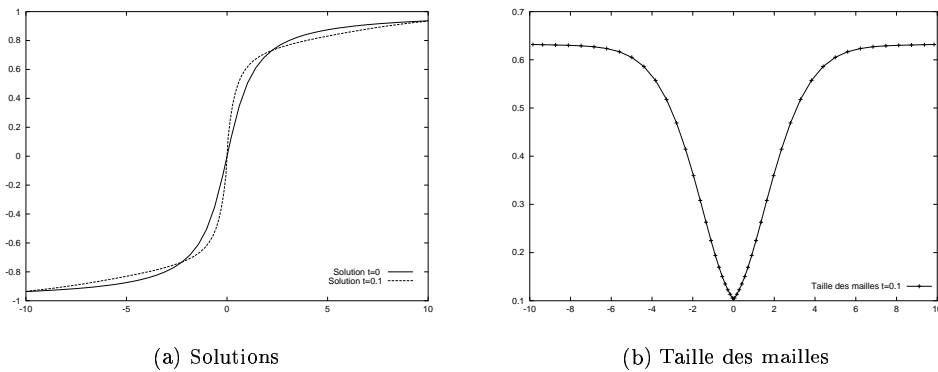 1
0.8
0.6
0.4
0.2
0
-0.2
-0.4
-0.6
-0.8
-1
-10 -5 0 5 10
Solution t=0
Solution t=0.1
(a) Solutions
0.7
0.6
0.5
0.4
0.3
0.2
0.1
-10 -8 -6 -4 -2 0 2 4 6 8 10
Taille des mailles t=0.1
(b) Taille des mailles